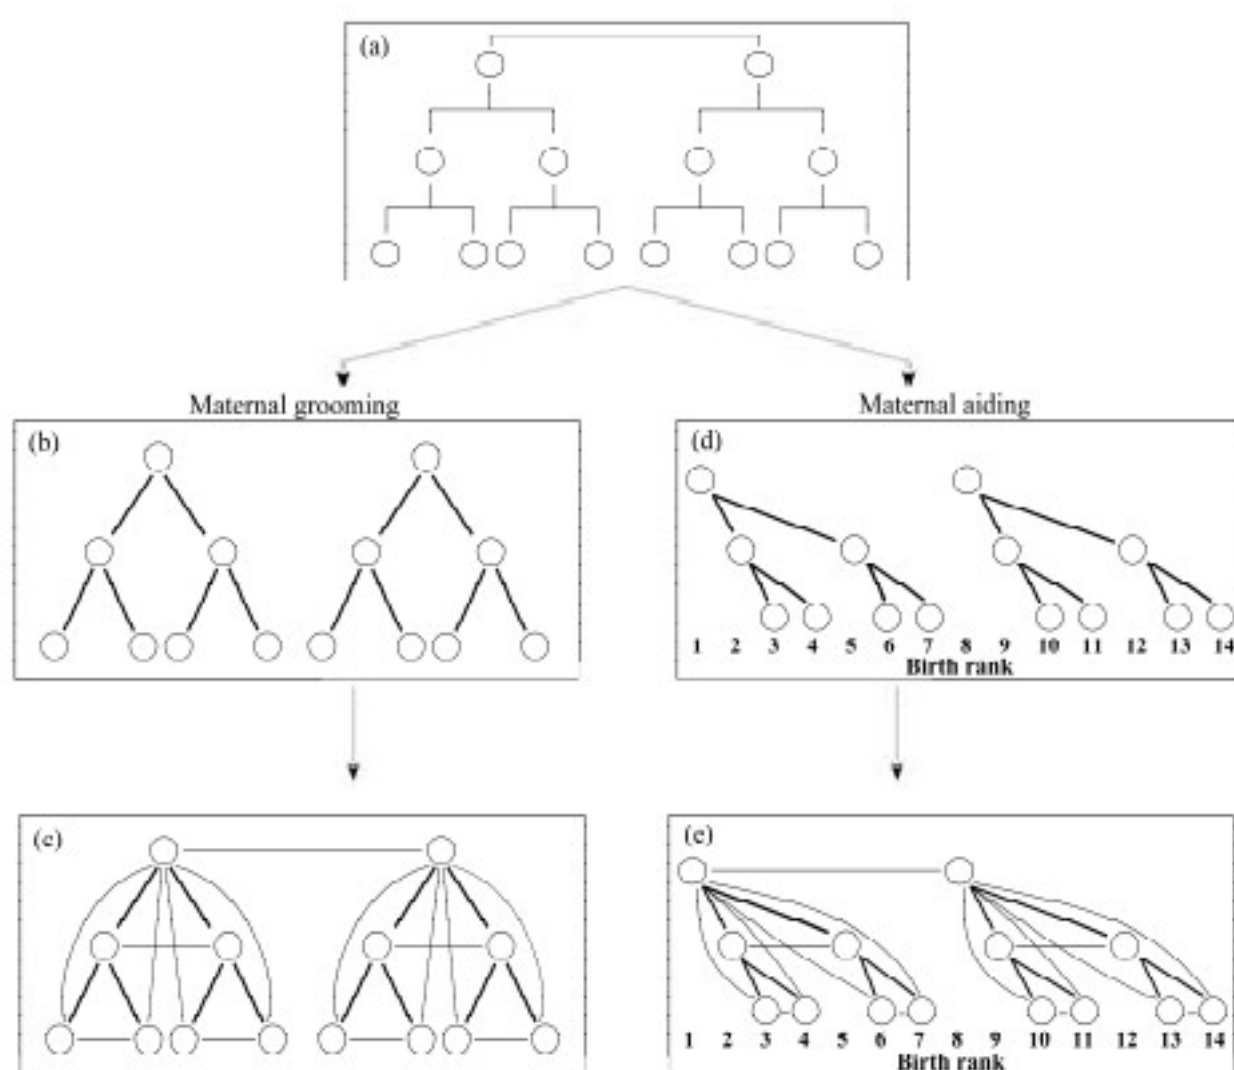 (a)
Maternal grooming
Maternal aiding
(b)
(d)
1 2 3 4 5 6 7 8 9 10 11 12 13 14
Birth rank
(c)
(e)
1 2 3 4 5 6 7 8 9 10 11 12 13 14
Birth rank